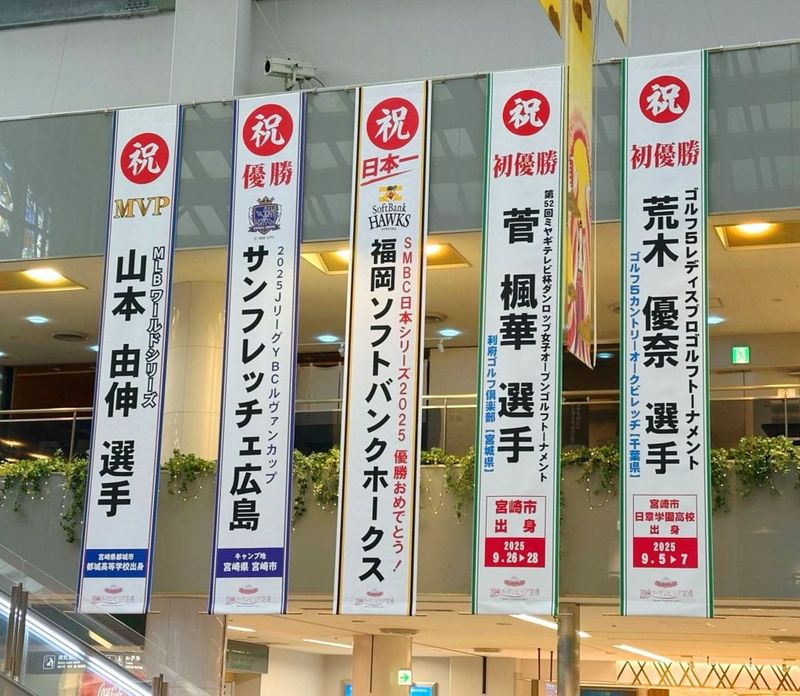 祝
MVP
MLBワールドシリーズ
山本 由伸 選手
宮崎県都城市
都城高等学校出身
祝
優勝
2025JリーグYBCルヴァンカップ
サンフレッチェ広島
キャンプ地
宮崎県 宮崎市
祝
日本一
SoftBank
HAWKS
SMBC日本シリーズ2025 優勝おめでとう!
福岡ソフトバンクホークス
祝
初優勝
第52回ミヤギテレビ杯ダンロップ女子オープンゴルフトーナメント
菅 楓華 選手
利府ゴルフ倶楽部[宮城県]
宮崎市
出身
2025
9.26▶28
祝
初優勝
ゴルフ5レディスプロゴルフトーナメント
荒木 優奈 選手
ゴルフ5カントリーオークビレッヂ[千葉県]
宮崎市
日章学園高校
出身
2025
9.5▶7